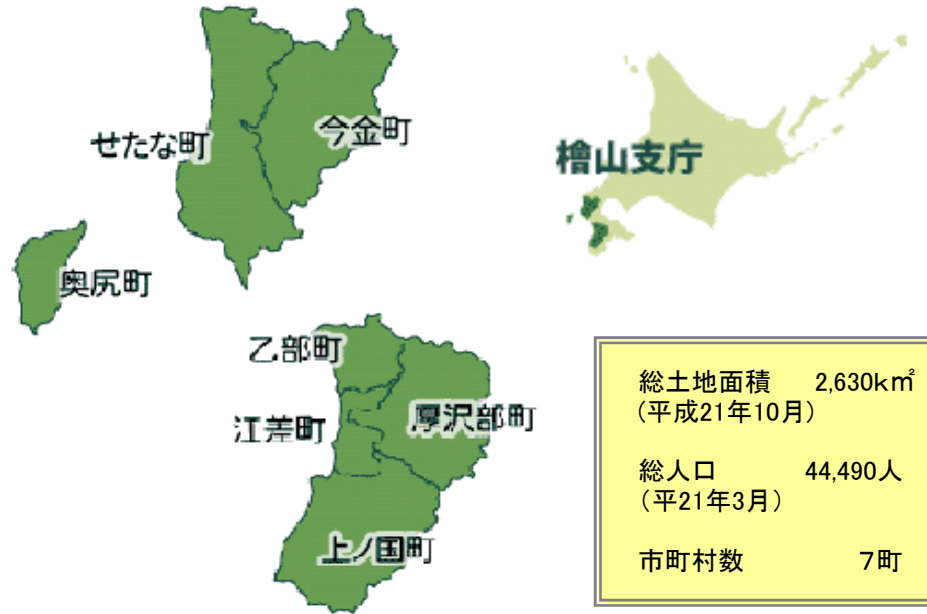 せたな町
今金町
檜山支庁
奥尻町
乙部町
江差町
厚沢部町
上ノ国町
総土地面積 2,630k㎡
(平成21年10月)
総人口 44,490人
(平21年3月)
市町村数 7町